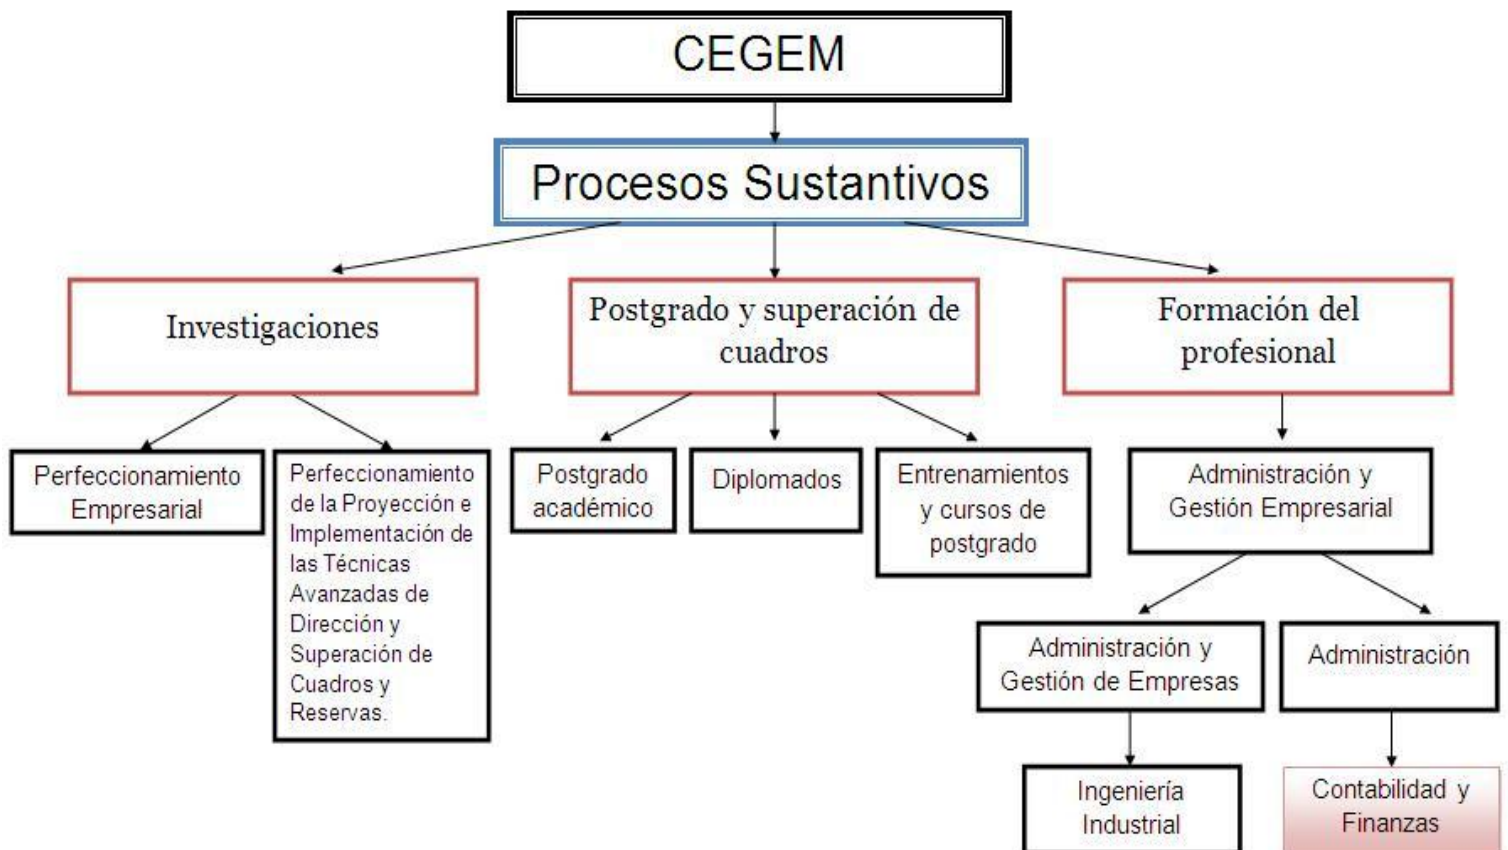 CEGEM
Procesos Sustantivos
Investigaciones
Postgrado y superación de
cuadros
Formación del
profesional
Perfeccionamiento
Empresarial
Perfeccionamiento
de la Proyección e
Implementación de
las Técnicas
Avanzadas de
Dirección y
Superación de
Cuadros y
Reservas.
Postgrado
académico
Diplomados
Entrenamientos
y cursos de
postgrado
Administración y
Gestión Empresarial
Administración y
Gestión de Empresas
Administración
Ingeniería
Industrial
Contabilidad y
Finanzas